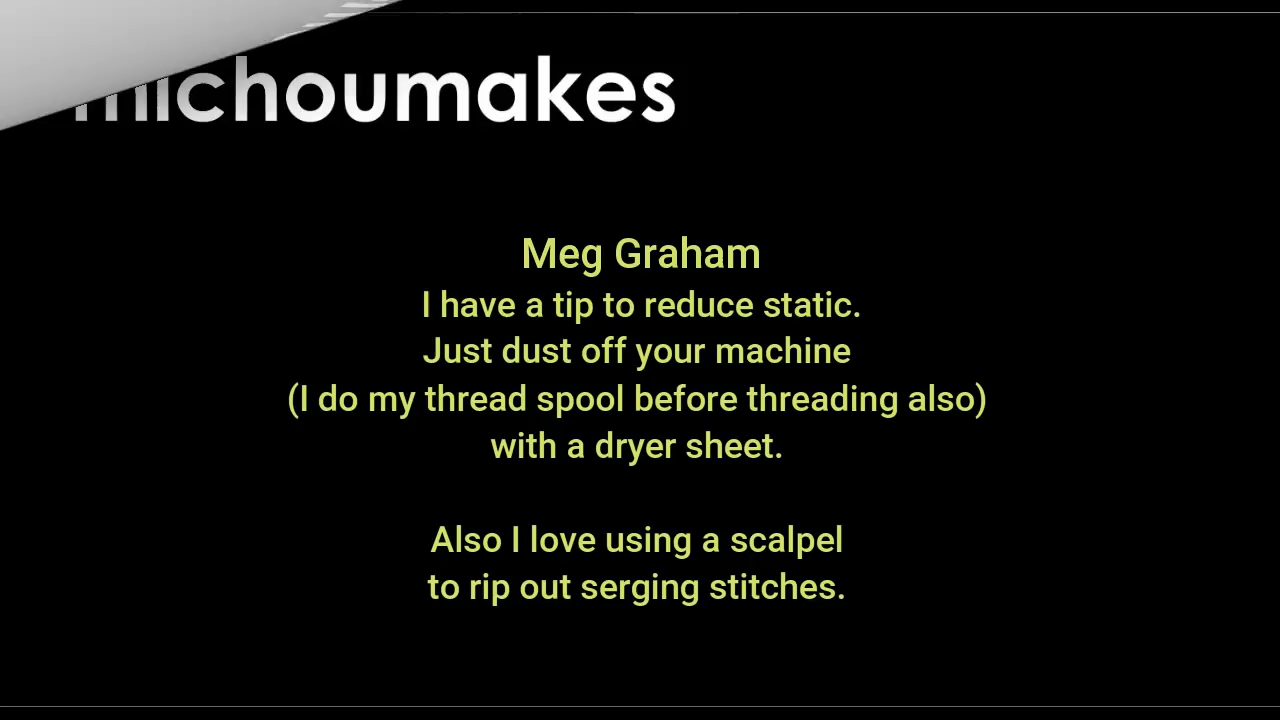 michoumakes
Meg Graham
I have a tip to reduce static.
Just dust off your machine
(I do my thread spool before threading also)
with a dryer sheet.
Also I love using a scalpel
to rip out serging stitches.